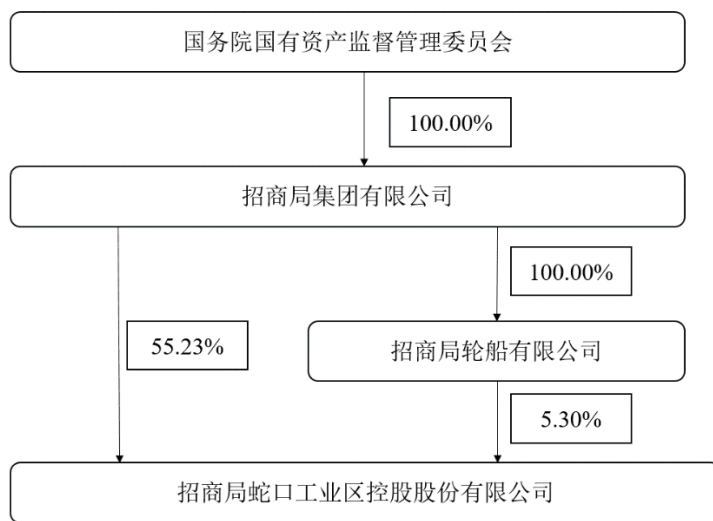 国务院国有资产监督管理委员会
100.00%
招商局集团有限公司
100.00%
55.23%
招商局轮船有限公司
5.30%
招商局蛇口工业区控股股份有限公司